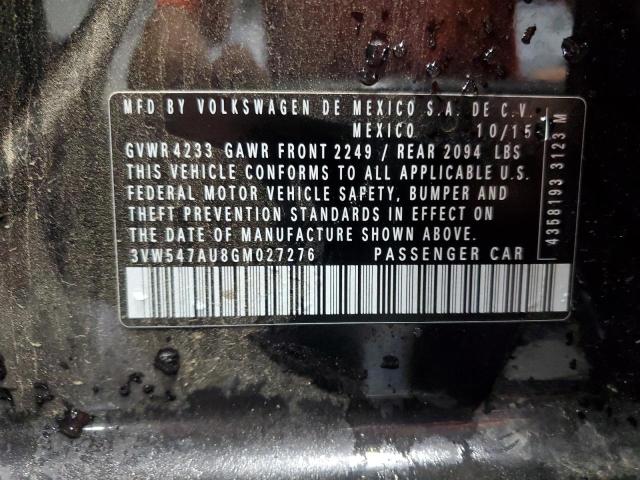 MFD BY VOLKSWAGEN DE MEXICO S.A. DE C.V.
MEXICO 10/15
GVWR 4233 GAWR FRONT 2249 / REAR 2094 LBS
THIS VEHICLE CONFORMS TO ALL APPLICABLE U.S.
FEDERAL MOTOR VEHICLE SAFETY, BUMPER AND
THEFT PREVENTION STANDARDS IN EFFECT ON
THE DATE OF MANUFACTURE SHOWN ABOVE.
3VW547AU8GM027276 PASSENGER CAR
4358193 3123 M